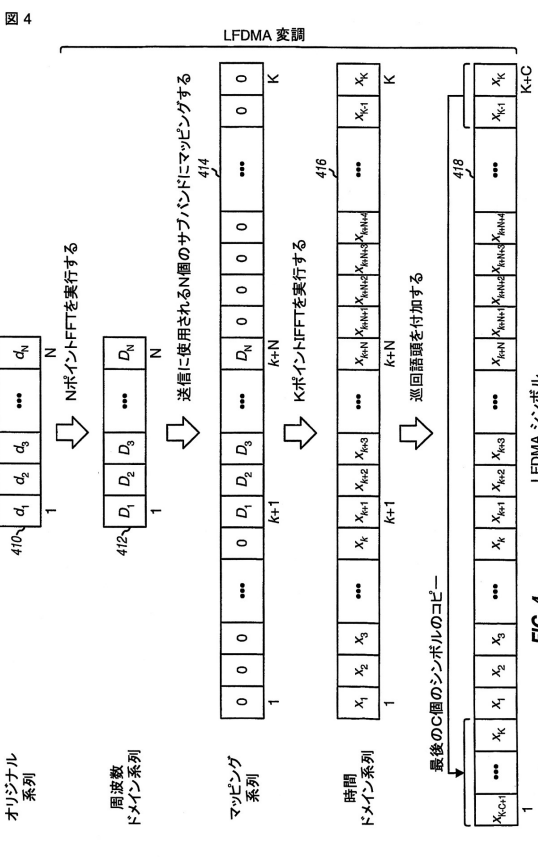 図 4
LFDMA 変調
オリジナル
系列
410
d1 d2 d3 ••• dN
1 N
NポイントFFTを実行する
周波数
ドメイン系列
412
D1 D2 D3 ••• DN
1 N
送信に使用されるN個のサブバンドにマッピングする
マッピング
系列
414
0 0 0 ••• 0 D1 D2 D3 ••• DN 0 0 0 0 ••• 0 0
1 k+1 k+N K
KポイントIFFTを実行する
時間
ドメイン系列
416
x1 x2 x3 ••• xk xk+1 xk+2 xk+3 ••• xk+N xk+N+1 xk+N+2 xk+N+3 xk+N+4 ••• xK-1 xK
1 k+1 k+N K
巡回語頭を付加する
最後のC個のシンボルのコピー
418
xK-C+1 ••• xK x1 x2 x3 ••• xk xk+1 xk+2 xk+3 ••• xk+N xk+N+1 xk+N+2 xk+N+3 xk+N+4 ••• xK-1 xK
1 K+C
LFDMA シンボル
FIG. 4